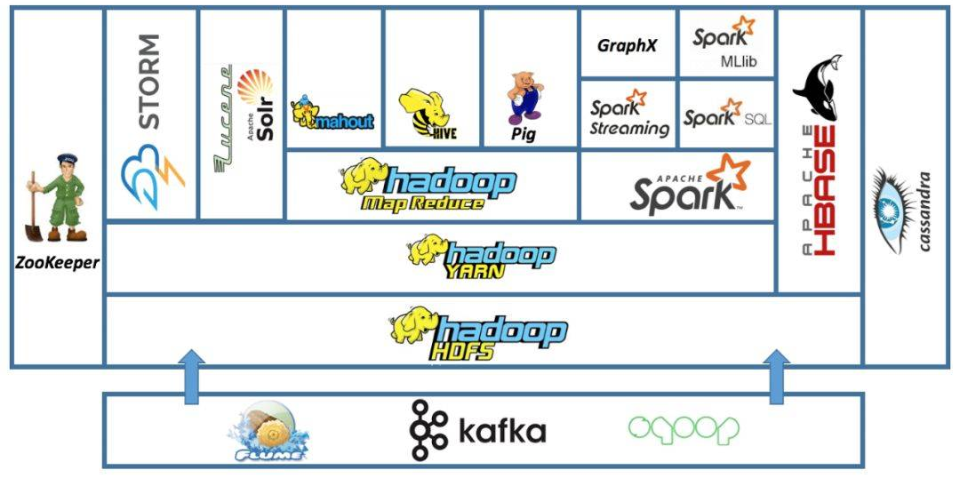 ZooKeeper
STORM
Lucene
Apache
Solr
mahout
HIVE
Pig
GraphX
Spark
MLlib
Spark
Streaming
Spark SQL
hadoop
Map Reduce
APACHE
Spark
TM
APACHE
HBASE
cassandra
hadoop
YARN
hadoop
HDFS
FLUME
kafka
sqoop